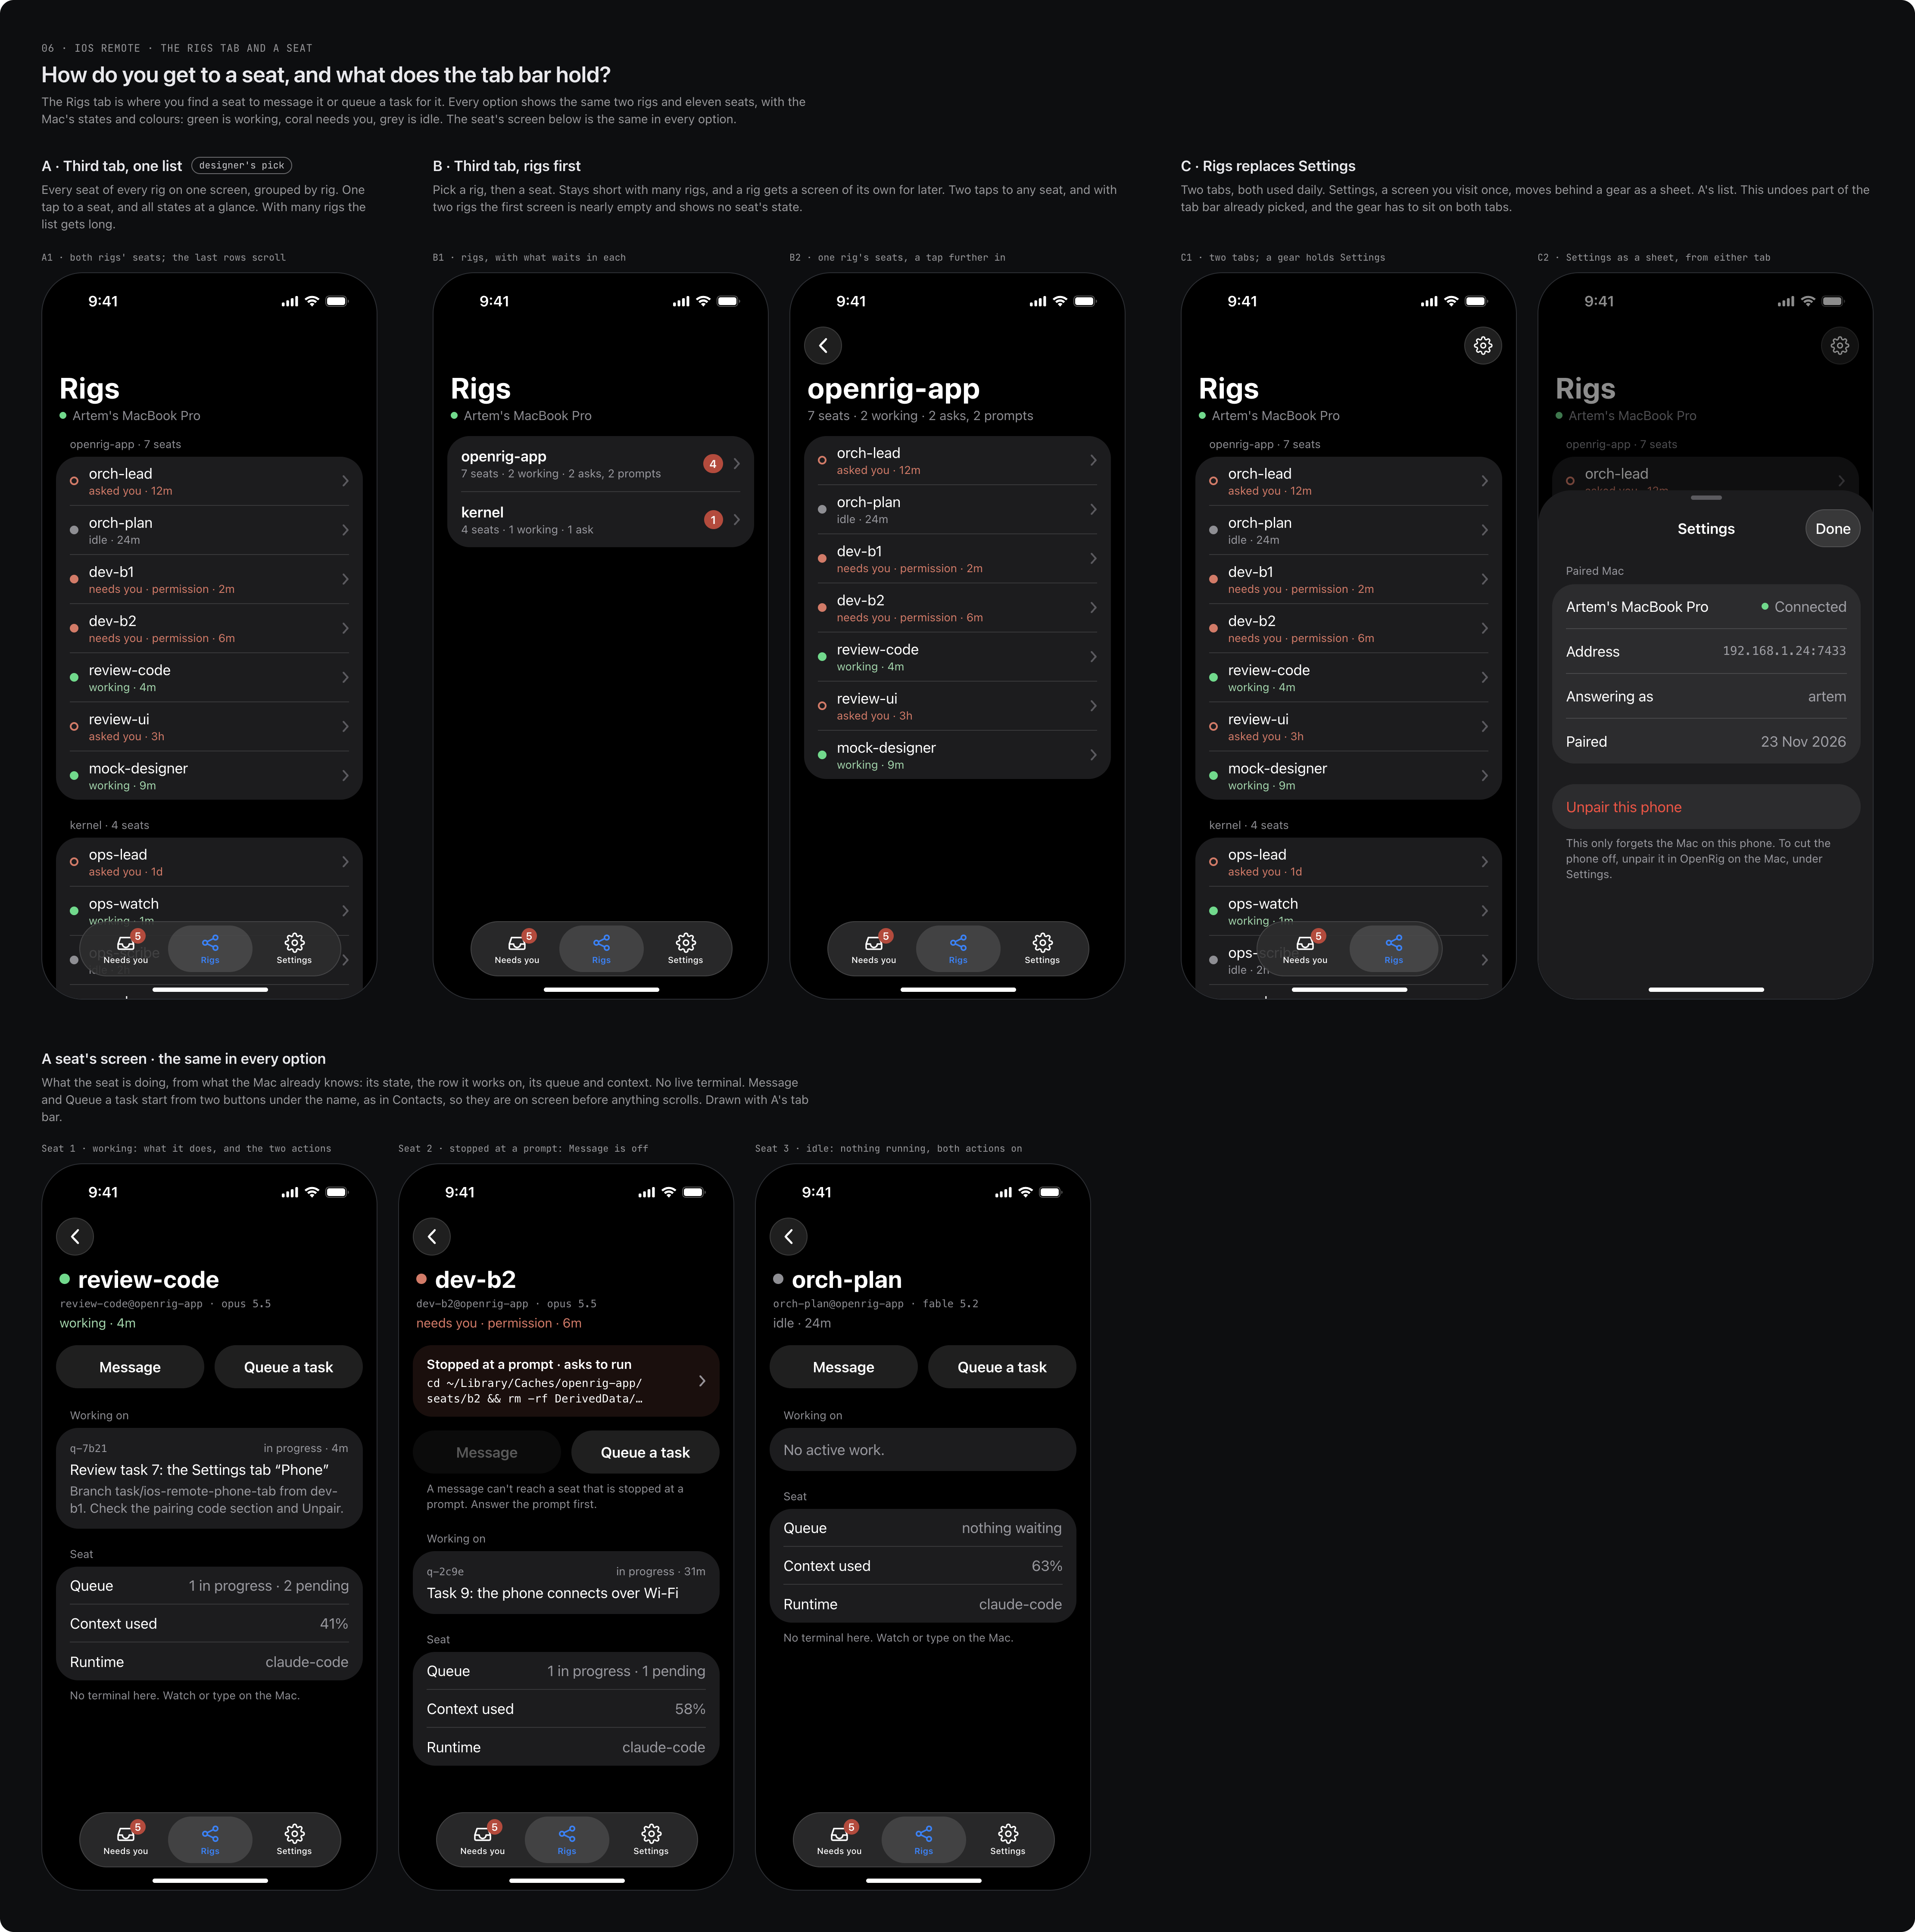 06 · IOS REMOTE · THE RIGS TAB AND A SEAT
How do you get to a seat, and what does the tab bar hold?
The Rigs tab is where you find a seat to message it or queue a task for it. Every option shows the same two rigs and eleven seats, with the
Mac's states and colours: green is working, coral needs you, grey is idle. The seat's screen below is the same in every option.
A · Third tab, one list
designer's pick
Every seat of every rig on one screen, grouped by rig. One
tap to a seat, and all states at a glance. With many rigs the
list gets long.
A1 · both rigs' seats; the last rows scroll
9:41
Rigs
Artem's MacBook Pro
openrig-app · 7 seats
orch-lead
asked you · 12m
orch-plan
idle · 24m
dev-b1
needs you · permission · 2m
dev-b2
needs you · permission · 6m
review-code
working · 4m
review-ui
asked you · 3h
mock-designer
working · 9m
kernel · 4 seats
ops-lead
asked you · 1d
ops-watch
working · 1m
ops-scribe
5
Needs you
Rigs
Settings
B · Third tab, rigs first
Pick a rig, then a seat. Stays short with many rigs, and a rig gets a screen of its own for later. Two taps to any seat, and with
two rigs the first screen is nearly empty and shows no seat's state.
B1 · rigs, with what waits in each
9:41
Rigs
Artem's MacBook Pro
openrig-app
7 seats · 2 working · 2 asks, 2 prompts
4
kernel
4 seats · 1 working · 1 ask
1
5
Needs you
Rigs
Settings
B2 · one rig's seats, a tap further in
9:41
openrig-app
7 seats · 2 working · 2 asks, 2 prompts
orch-lead
asked you · 12m
orch-plan
idle · 24m
dev-b1
needs you · permission · 2m
dev-b2
needs you · permission · 6m
review-code
working · 4m
review-ui
asked you · 3h
mock-designer
working · 9m
5
Needs you
Rigs
Settings
C · Rigs replaces Settings
Two tabs, both used daily. Settings, a screen you visit once, moves behind a gear as a sheet. A's list. This undoes part of the
tab bar already picked, and the gear has to sit on both tabs.
C1 · two tabs; a gear holds Settings
9:41
Rigs
Artem's MacBook Pro
openrig-app · 7 seats
orch-lead
asked you · 12m
orch-plan
idle · 24m
dev-b1
needs you · permission · 2m
dev-b2
needs you · permission · 6m
review-code
working · 4m
review-ui
asked you · 3h
mock-designer
working · 9m
kernel · 4 seats
ops-lead
asked you · 1d
ops-watch
working · 1m
ops-scribe
idle · 2h
5
Needs you
Rigs
C2 · Settings as a sheet, from either tab
9:41
Rigs
Artem's MacBook Pro
openrig-app · 7 seats
orch-lead
asked you · 12m
Settings
Done
Paired Mac
Artem's MacBook Pro
Connected
Address
192.168.1.24:7433
Answering as
artem
Paired
23 Nov 2026
Unpair this phone
This only forgets the Mac on this phone. To cut the
phone off, unpair it in OpenRig on the Mac, under
Settings.
A seat's screen · the same in every option
What the seat is doing, from what the Mac already knows: its state, the row it works on, its queue and context. No live terminal. Message
and Queue a task start from two buttons under the name, as in Contacts, so they are on screen before anything scrolls. Drawn with A's tab
bar.
Seat 1 · working: what it does, and the two actions
9:41
review-code
review-code@openrig-app · opus 5.5
working · 4m
Message
Queue a task
Working on
q-7b21
in progress · 4m
Review task 7: the Settings tab “Phone”
Branch task/ios-remote-phone-tab from dev-
b1. Check the pairing code section and Unpair.
Seat
Queue
1 in progress · 2 pending
Context used
41%
Runtime
claude-code
No terminal here. Watch or type on the Mac.
5
Needs you
Rigs
Settings
Seat 2 · stopped at a prompt: Message is off
9:41
dev-b2
dev-b2@openrig-app · opus 5.5
needs you · permission · 6m
Stopped at a prompt · asks to run
cd ~/Library/Caches/openrig-app/
seats/b2 && rm -rf DerivedData/…
Message
Queue a task
A message can't reach a seat that is stopped at a
prompt. Answer the prompt first.
Working on
q-2c9e
in progress · 31m
Task 9: the phone connects over Wi-Fi
Seat
Queue
1 in progress · 1 pending
Context used
58%
Runtime
claude-code
5
Needs you
Rigs
Settings
Seat 3 · idle: nothing running, both actions on
9:41
orch-plan
orch-plan@openrig-app · fable 5.2
idle · 24m
Message
Queue a task
Working on
No active work.
Seat
Queue
nothing waiting
Context used
63%
Runtime
claude-code
No terminal here. Watch or type on the Mac.
5
Needs you
Rigs
Settings